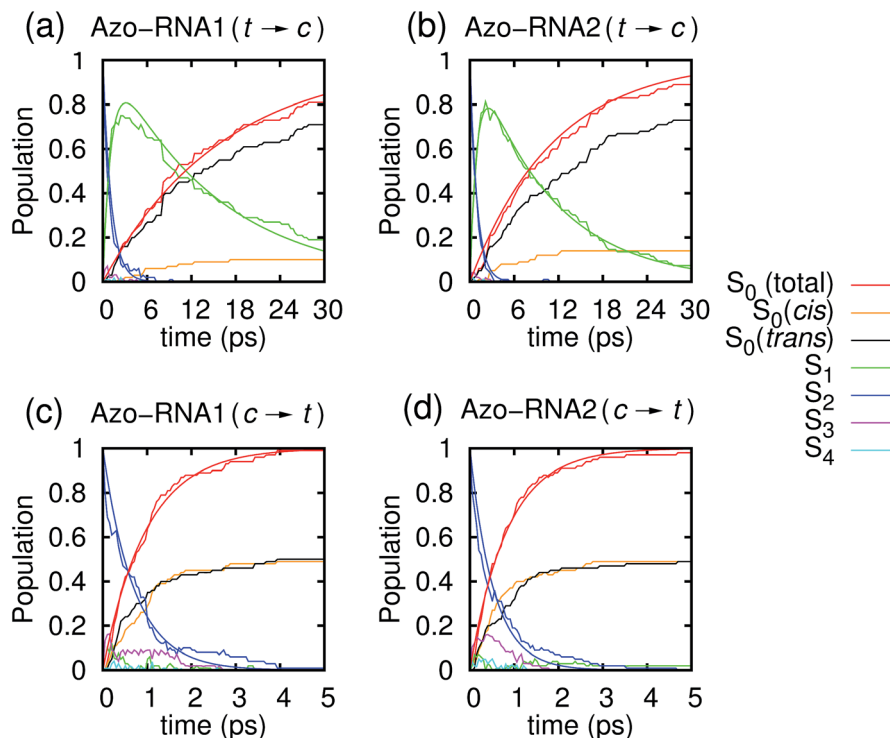 (a) Azo-RNA1 (t → c)
Population
1
0.8
0.6
0.4
0.2
0
0 6 12 18 24 30
time (ps)
(b) Azo-RNA2 (t → c)
Population
1
0.8
0.6
0.4
0.2
0
0 6 12 18 24 30
time (ps)
S0 (total)
S0(cis)
S0(trans)
S1
S2
S3
S4
(c) Azo-RNA1 (c → t)
Population
1
0.8
0.6
0.4
0.2
0
0 1 2 3 4 5
time (ps)
(d) Azo-RNA2 (c → t)
Population
1
0.8
0.6
0.4
0.2
0
0 1 2 3 4 5
time (ps)